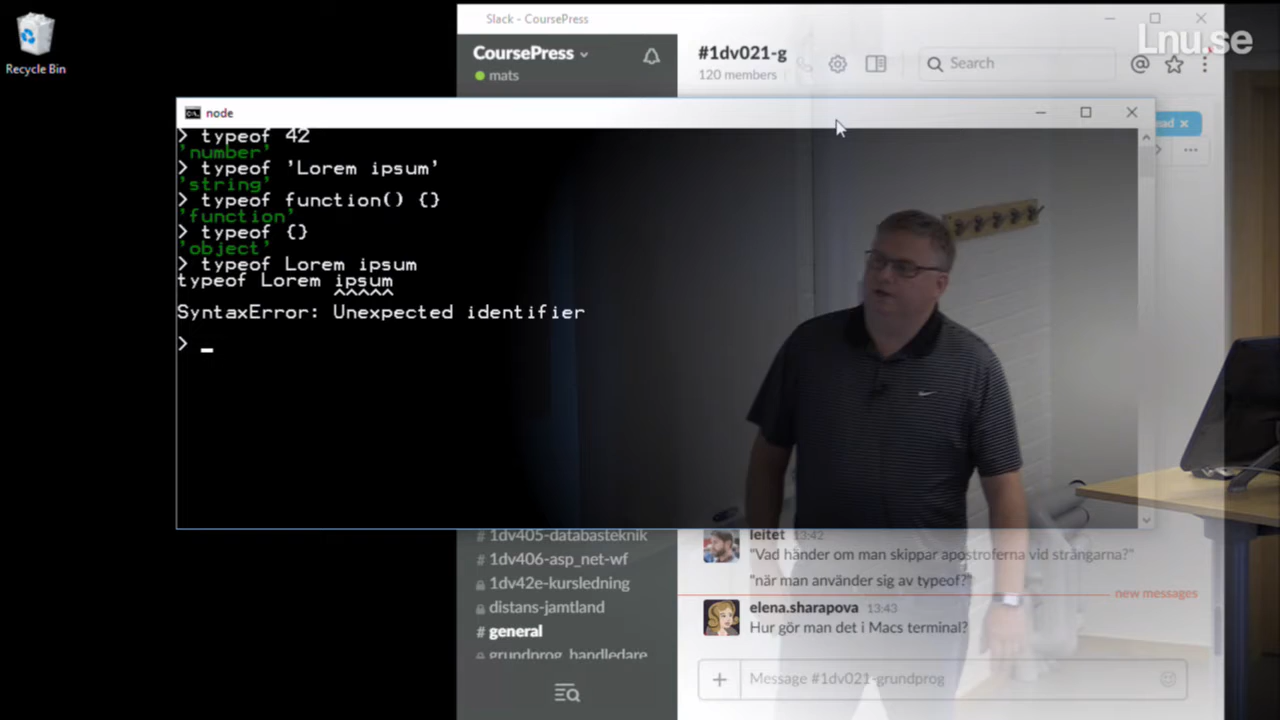 Slack - CoursePress
Lnu.se
Recycle Bin
CoursePress
mats
#1dv021-g
120 members
Search
node
> typeof 42
'number'
> typeof 'Lorem ipsum'
'string'
> typeof function() {}
'function'
> typeof {}
'object'
> typeof Lorem ipsum
typeof Lorem ipsum
^^^^^
SyntaxError: Unexpected identifier
>
# 1dv405-databasteknik
# 1dv406-asp_net-wf
1dv42e-kursledning
distans-jamtland
# general
grundprog_handledare
leitet 13:42
"Vad händer om man skippar apostroferna vid strängarna?"
"när man använder sig av typeof?"
new messages
elena.sharapova 13:43
Hur gör man det i Macs terminal?
Message #1dv021-grundprog